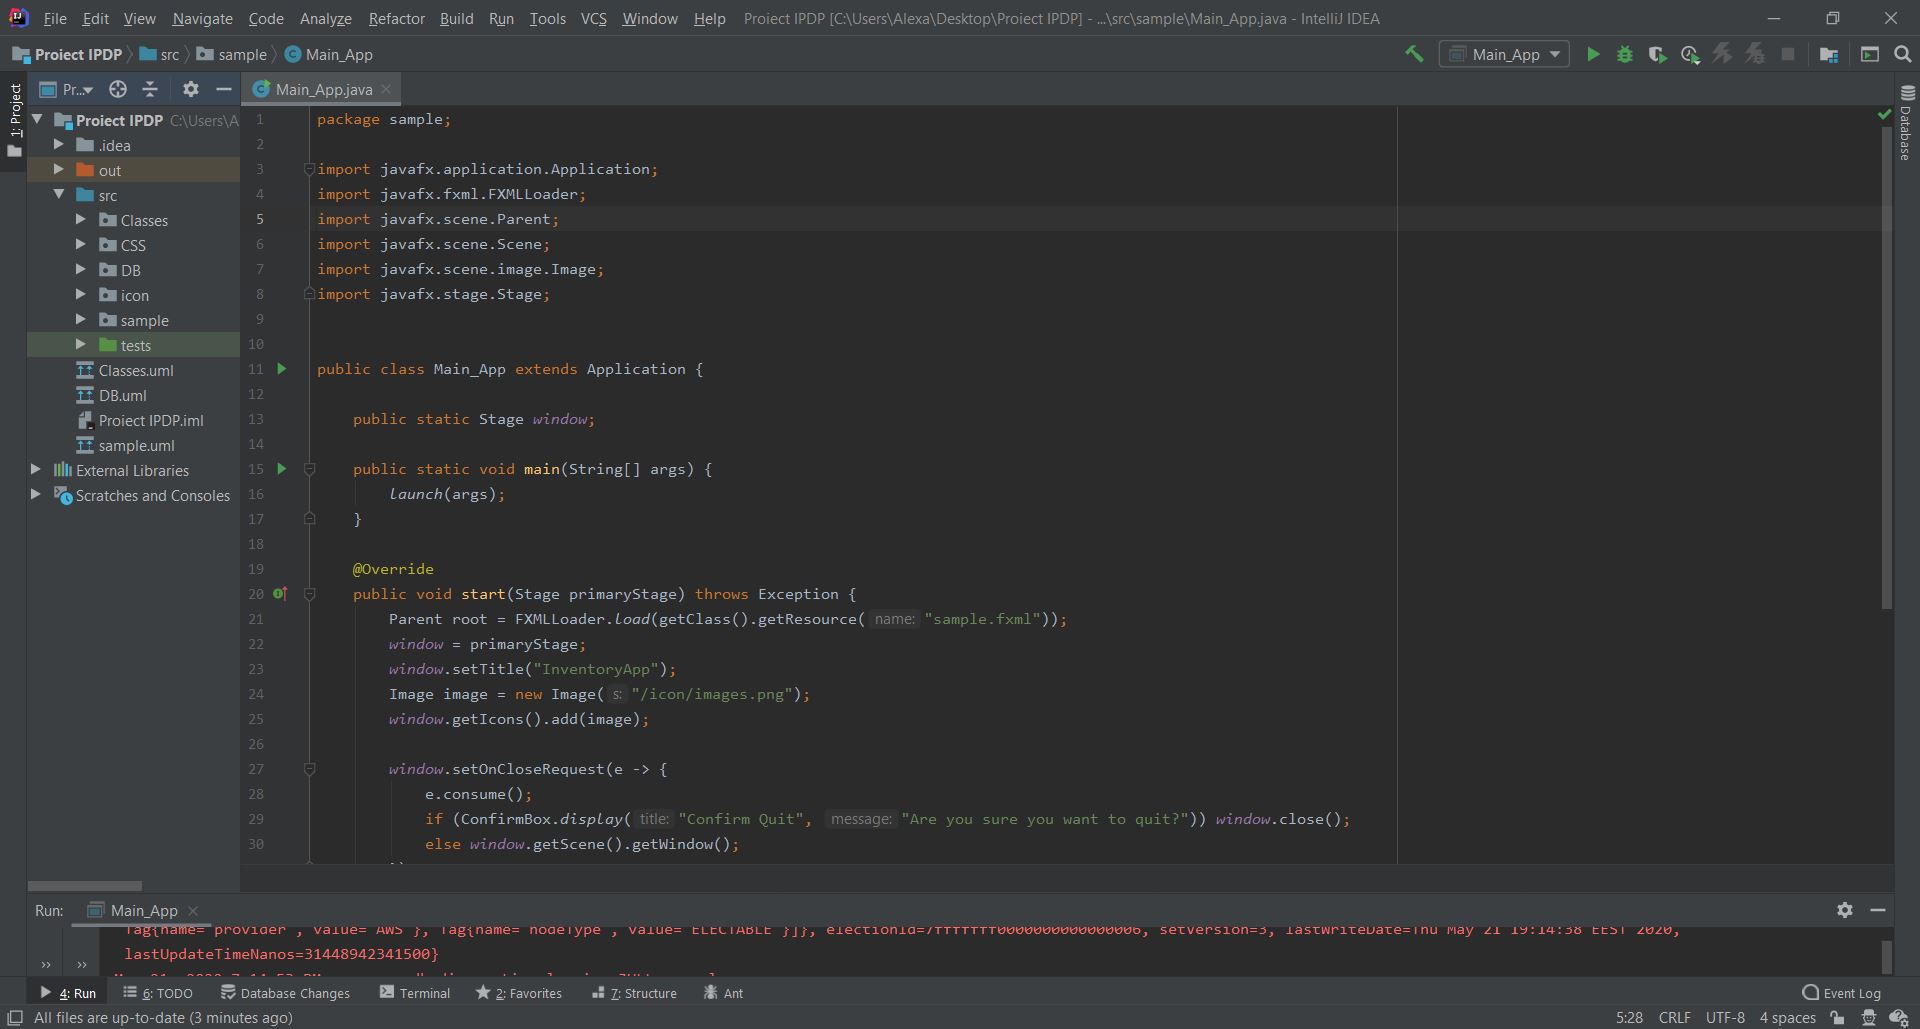 File Edit View Navigate Code Analyze Refactor Build Run Tools VCS Window Help Proiect IPDP [C:\Users\Alexa\Desktop\Proiect IPDP] - ...\src\sample\Main_App.java - IntelliJ IDEA
Proiect IPDP src sample Main_App Main_App
1: Project
Pr... Main_App.java
Proiect IPDP C:\Users\A
.idea
out
src
Classes
CSS
DB
icon
sample
tests
Classes.uml
DB.uml
Proiect IPDP.iml
sample.uml
External Libraries
Scratches and Consoles
1 package sample;
2
3 import javafx.application.Application;
4 import javafx.fxml.FXMLLoader;
5 import javafx.scene.Parent;
6 import javafx.scene.Scene;
7 import javafx.scene.image.Image;
8 import javafx.stage.Stage;
9
10
11 public class Main_App extends Application {
12
13 public static Stage window;
14
15 public static void main(String[] args) {
16 launch(args);
17 }
18
19 @Override
20 public void start(Stage primaryStage) throws Exception {
21 Parent root = FXMLLoader.load(getClass().getResource( name: "sample.fxml"));
22 window = primaryStage;
23 window.setTitle("InventoryApp");
24 Image image = new Image( s: "/icon/images.png");
25 window.getIcons().add(image);
26
27 window.setOnCloseRequest(e -> {
28 e.consume();
29 if (ConfirmBox.display( title: "Confirm Quit", message: "Are you sure you want to quit?")) window.close();
30 else window.getScene().getWindow();
Database
Run: Main_App
Tag{name='provider', value='AWS'}, Tag{name='nodeType', value='ELECTABLE'}]}, electionId=7fffffff0000000000000006, setVersion=3, lastWriteDate=Thu May 21 19:14:38 EEST 2020,
lastUpdateTimeNanos=31448942341500}
4: Run 6: TODO Database Changes Terminal 2: Favorites 7: Structure Ant Event Log
All files are up-to-date (3 minutes ago) 5:28 CRLF UTF-8 4 spaces